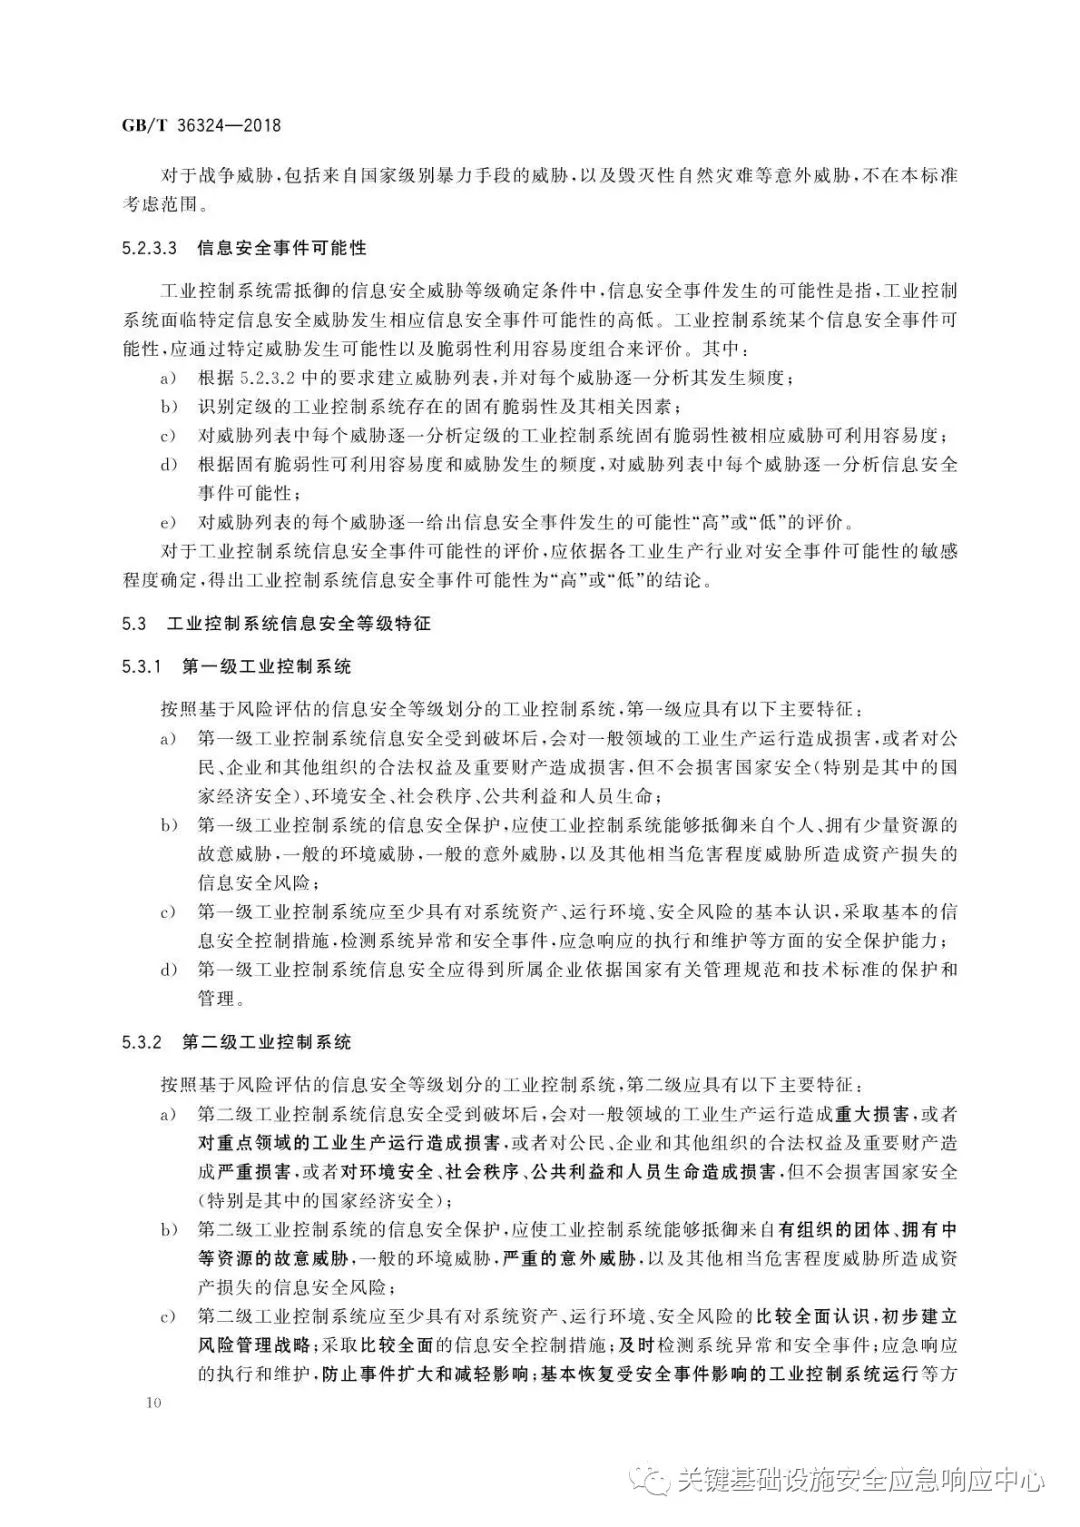 GB/T 36324—2018
对于战争威胁,包括来自国家级别暴力手段的威胁,以及毁灭性自然灾难等意外威胁,不在本标准
考虑范围。
5.2.3.3 信息安全事件可能性
工业控制系统需抵御的信息安全威胁等级确定条件中,信息安全事件发生的可能性是指,工业控制
系统面临特定信息安全威胁发生相应信息安全事件可能性的高低。工业控制系统某个信息安全事件可
能性,应通过特定威胁发生可能性以及脆弱性利用容易度组合来评价。其中:
a) 根据 5.2.3.2 中的要求建立威胁列表,并对每个威胁逐一分析其发生频度;
b) 识别定级的工业控制系统存在的固有脆弱性及其相关因素;
c) 对威胁列表中每个威胁逐一分析定级的工业控制系统固有脆弱性被相应威胁可利用容易度;
d) 根据固有脆弱性可利用容易度和威胁发生的频度,对威胁列表中每个威胁逐一分析信息安全
事件可能性;
e) 对威胁列表的每个威胁逐一给出信息安全事件发生的可能性“高”或“低”的评价。
对于工业控制系统信息安全事件可能性的评价,应依据各工业生产行业对安全事件可能性的敏感
程度确定,得出工业控制系统信息安全事件可能性为“高”或“低”的结论。
5.3 工业控制系统信息安全等级特征
5.3.1 第一级工业控制系统
按照基于风险评估的信息安全等级划分的工业控制系统,第一级应具有以下主要特征:
a) 第一级工业控制系统信息安全受到破坏后,会对一般领域的工业生产运行造成损害,或者对公
民、企业和其他组织的合法权益及重要财产造成损害,但不会损害国家安全(特别是其中的国
家经济安全)、环境安全、社会秩序、公共利益和人员生命;
b) 第一级工业控制系统的信息安全保护,应使工业控制系统能够抵御来自个人、拥有少量资源的
故意威胁,一般的环境威胁,一般的意外威胁,以及其他相当危害程度威胁所造成资产损失的
信息安全风险;
c) 第一级工业控制系统应至少具有对系统资产、运行环境、安全风险的基本认识,采取基本的信
息安全控制措施,检测系统异常和安全事件,应急响应的执行和维护等方面的安全保护能力;
d) 第一级工业控制系统信息安全应得到所属企业依据国家有关管理规范和技术标准的保护和
管理。
5.3.2 第二级工业控制系统
按照基于风险评估的信息安全等级划分的工业控制系统,第二级应具有以下主要特征:
a) 第二级工业控制系统信息安全受到破坏后,会对一般领域的工业生产运行造成重大损害,或者
对重点领域的工业生产运行造成损害,或者对公民、企业和其他组织的合法权益及重要财产造
成严重损害,或者对环境安全、社会秩序、公共利益和人员生命造成损害,但不会损害国家安全
(特别是其中的国家经济安全);
b) 第二级工业控制系统的信息安全保护,应使工业控制系统能够抵御来自有组织的团体、拥有中
等资源的故意威胁,一般的环境威胁,严重的意外威胁,以及其他相当危害程度威胁所造成资
产损失的信息安全风险;
c) 第二级工业控制系统应至少具有对系统资产、运行环境、安全风险的比较全面认识,初步建立
风险管理战略;采取比较全面的信息安全控制措施;及时检测系统异常和安全事件;应急响应
的执行和维护,防止事件扩大和减轻影响;基本恢复受安全事件影响的工业控制系统运行等方
10
关键基础设施安全应急响应中心